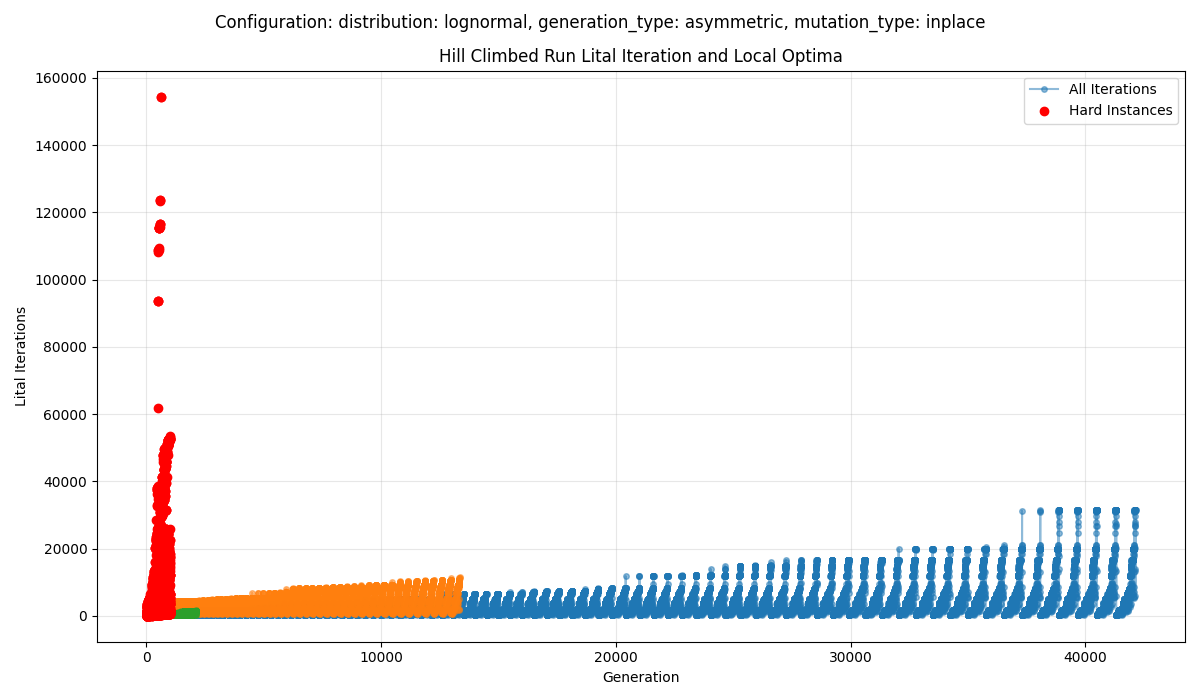 Configuration: distribution: lognormal, generation_type: asymmetric, mutation_type: inplace
Hill Climbed Run Lital Iteration and Local Optima
160000
140000
120000
100000
80000
60000
40000
20000
0
Lital Iterations
All Iterations
Hard Instances
0
10000
20000
30000
40000
Generation